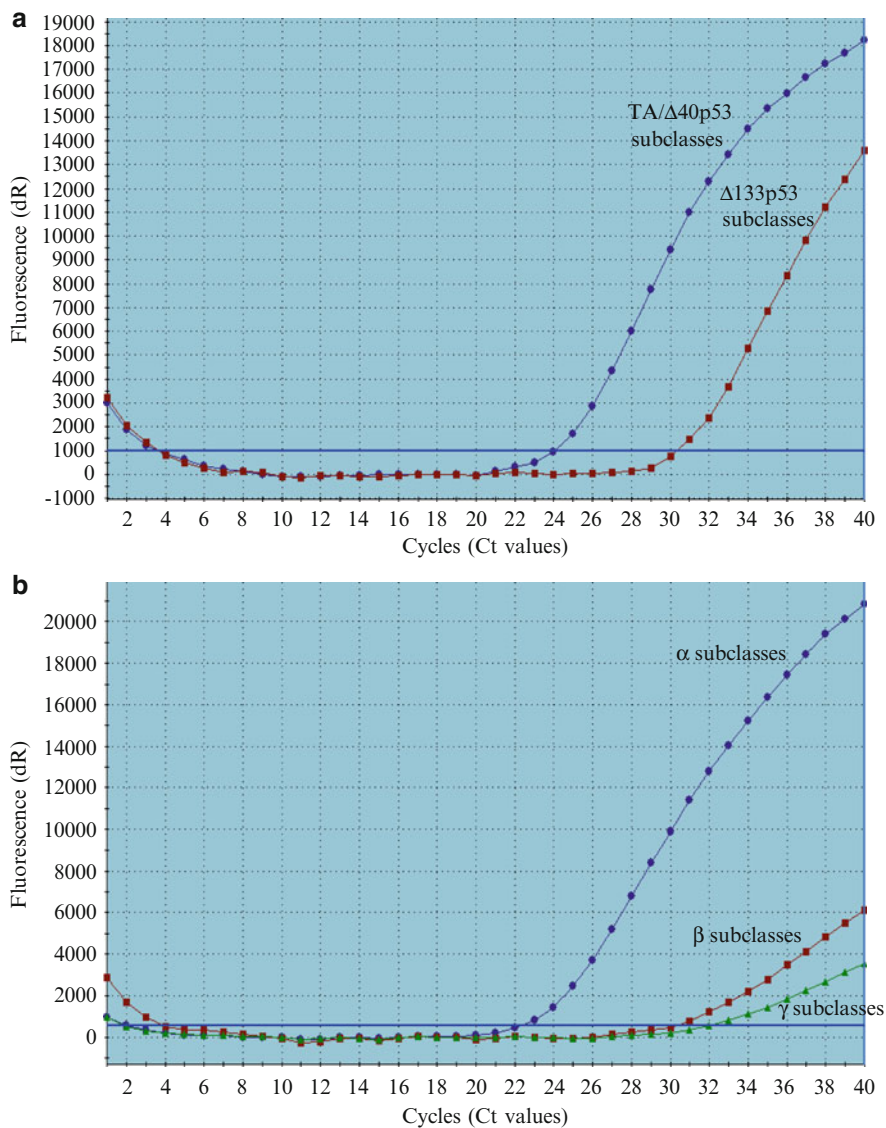 a
19000
18000
17000
16000
15000
14000
13000
12000
11000
10000
9000
8000
7000
6000
5000
4000
3000
2000
1000
0
-1000
Fluorescence (dR)
TA/Δ40p53
subclasses
Δ133p53
subclasses
2 4 6 8 10 12 14 16 18 20 22 24 26 28 30 32 34 36 38 40
Cycles (Ct values)
b
20000
18000
16000
14000
12000
10000
8000
6000
4000
2000
0
Fluorescence (dR)
α subclasses
β subclasses
γ subclasses
2 4 6 8 10 12 14 16 18 20 22 24 26 28 30 32 34 36 38 40
Cycles (Ct values)